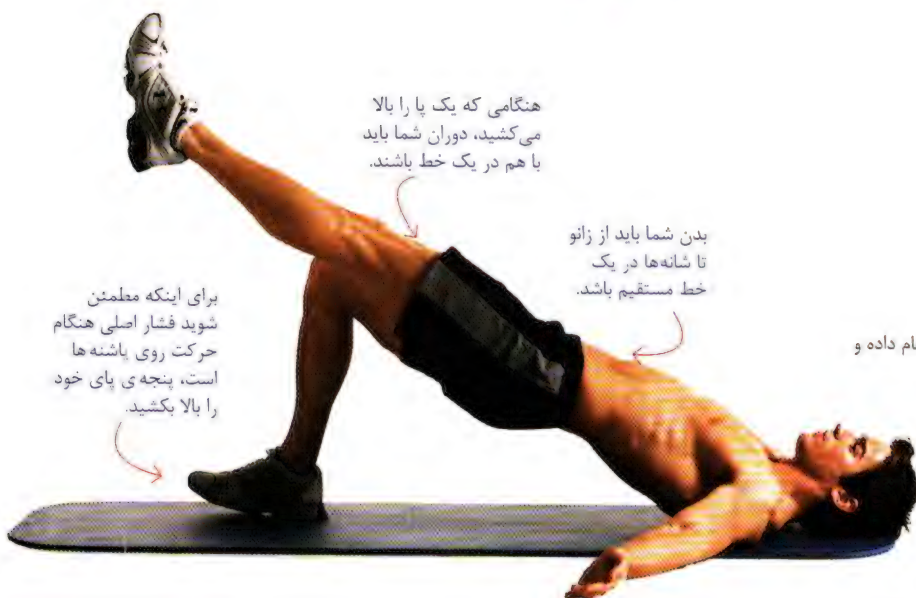 هنگامی که یک پا را بالا
می‌کشید، دوران شما باید
با هم در یک خط باشند.
بدن شما باید از زانو
تا شانه‌ها در یک
خط مستقیم باشد.
برای اینکه مطمئن
شوید فشار اصلی هنگام
حرکت روی پاشنه ها
است، پنجه ی پای خود
را بالا بکشید.
داده و